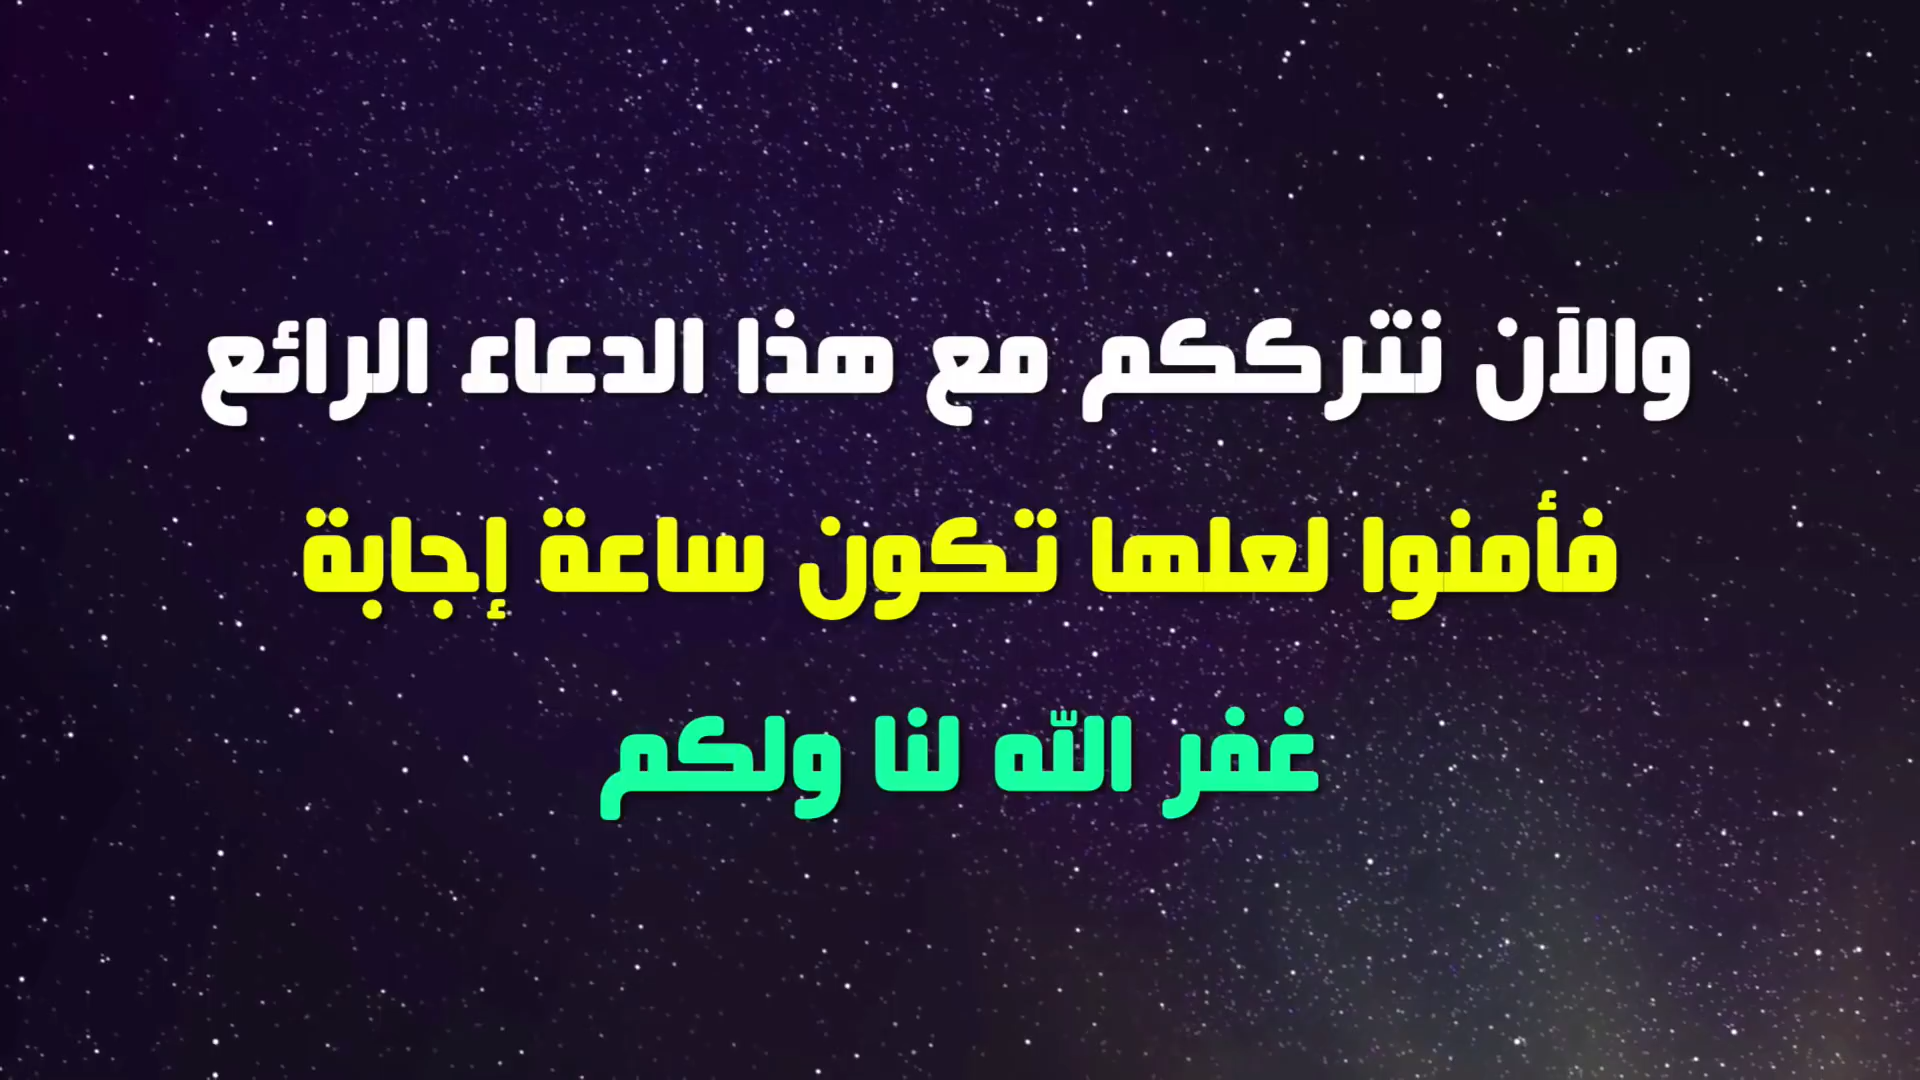 والآن نترككم مع هذا الدعاء الرائع
فأمنوا لعلها تكون ساعة إجابة
غفر الله لنا ولكم